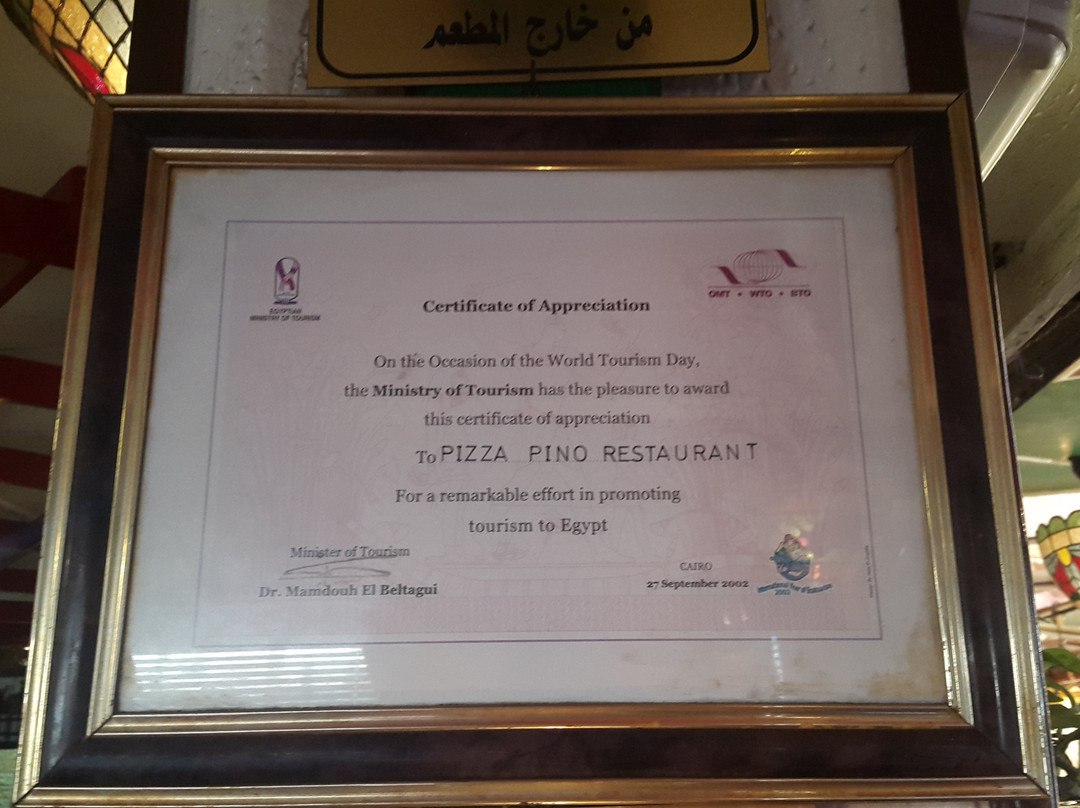 من خارج المطعم
EGYPTIAN
MINISTRY OF TOURISM
OMT • WTO • BTO
Certificate of Appreciation
On the Occasion of the World Tourism Day,
the Ministry of Tourism has the pleasure to award
this certificate of appreciation
To PIZZA PINO RESTAURANT
For a remarkable effort in promoting
tourism to Egypt
Minister of Tourism
Dr. Mamdouh El Beltagui
CAIRO
27 September 2002
2002